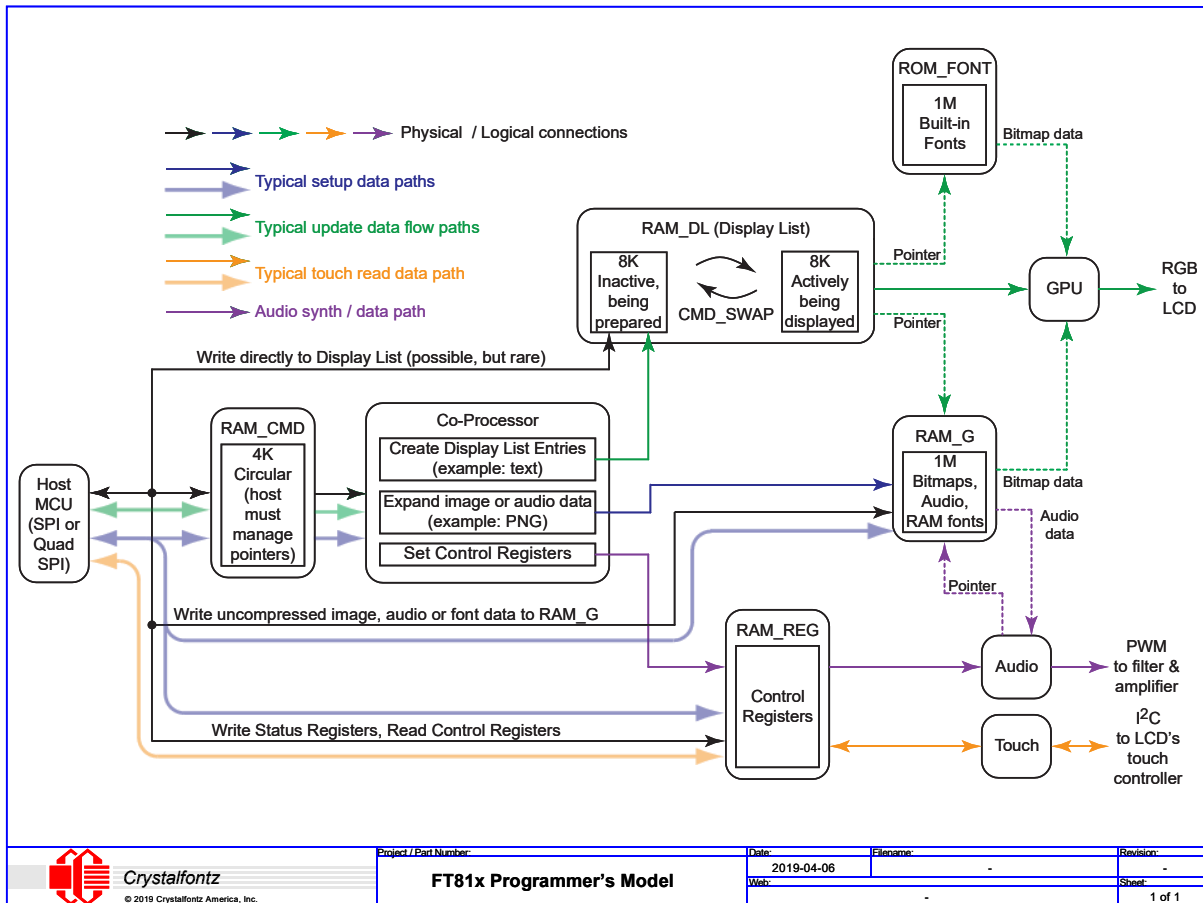 ROM_FONT
1M
Built-in
Fonts
Bitmap data
Physical / Logical connections
Typical setup data paths
Typical update data flow paths
Typical touch read data path
Audio synth / data path
RAM_DL (Display List)
8K
Inactive,
being
prepared
CMD_SWAP
8K
Actively
being
displayed
Pointer
Pointer
GPU
RGB
to
LCD
Write directly to Display List (possible, but rare)
RAM_CMD
4K
Circular
(host
must
manage
pointers)
Co-Processor
Create Display List Entries
(example: text)
Expand image or audio data
(example: PNG)
Set Control Registers
RAM_G
1M
Bitmaps,
Audio,
RAM fonts
Bitmap data
Audio
data
Pointer
Host
MCU
(SPI or
Quad
SPI)
Write uncompressed image, audio or font data to RAM_G
RAM_REG
Control
Registers
Audio
PWM
to filter &
amplifier
Write Status Registers, Read Control Registers
Touch
I2C
to LCD's
touch
controller
Crystalfontz
© 2019 Crystalfontz America, Inc.
Project / Part Number:
FT81x Programmer's Model
Date:
2019-04-06
Filename:
-
Revision:
-
Web:
-
Sheet:
1 of 1